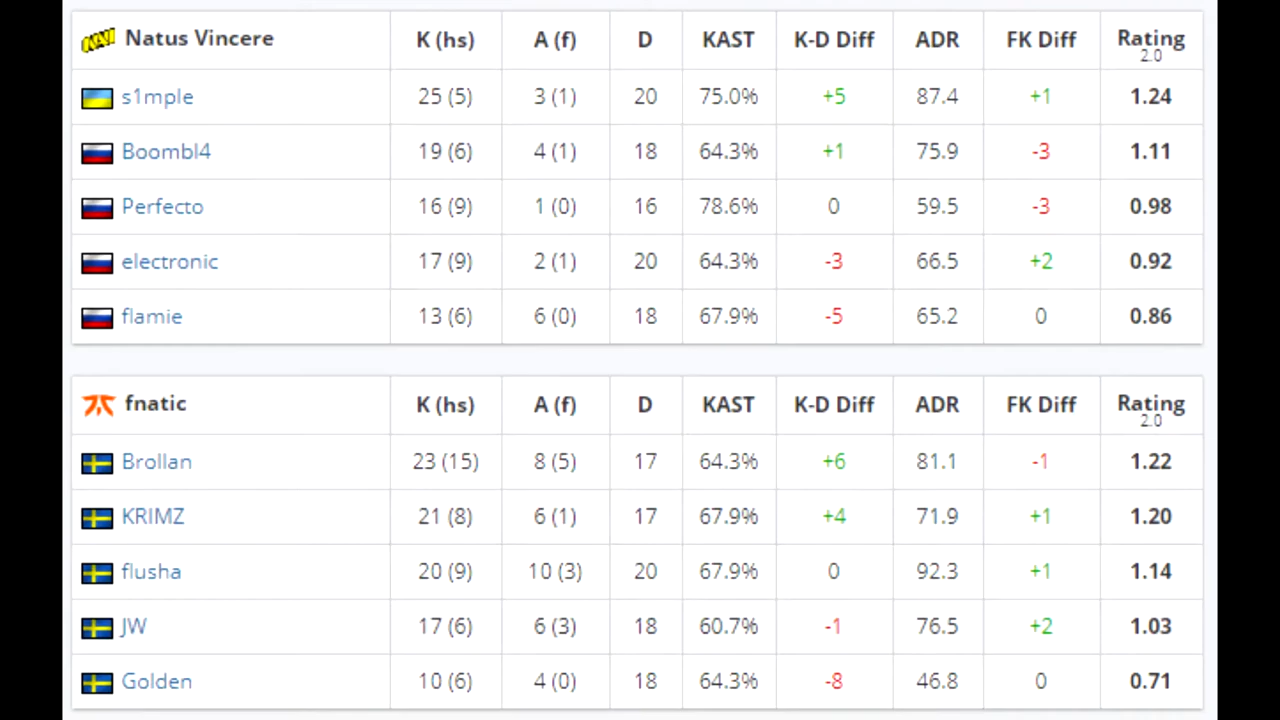 Natus Vincere K (hs) A (f) D KAST K-D Diff ADR FK Diff Rating 2.0
s1mple 25 (5) 3 (1) 20 75.0% +5 87.4 +1 1.24
Boombl4 19 (6) 4 (1) 18 64.3% +1 75.9 -3 1.11
Perfecto 16 (9) 1 (0) 16 78.6% 0 59.5 -3 0.98
electronic 17 (9) 2 (1) 20 64.3% -3 66.5 +2 0.92
flamie 13 (6) 6 (0) 18 67.9% -5 65.2 0 0.86
fnatic K (hs) A (f) D KAST K-D Diff ADR FK Diff Rating 2.0
Brollan 23 (15) 8 (5) 17 64.3% +6 81.1 -1 1.22
KRIMZ 21 (8) 6 (1) 17 67.9% +4 71.9 +1 1.20
flusha 20 (9) 10 (3) 20 67.9% 0 92.3 +1 1.14
JW 17 (6) 6 (3) 18 60.7% -1 76.5 +2 1.03
Golden 10 (6) 4 (0) 18 64.3% -8 46.8 0 0.71